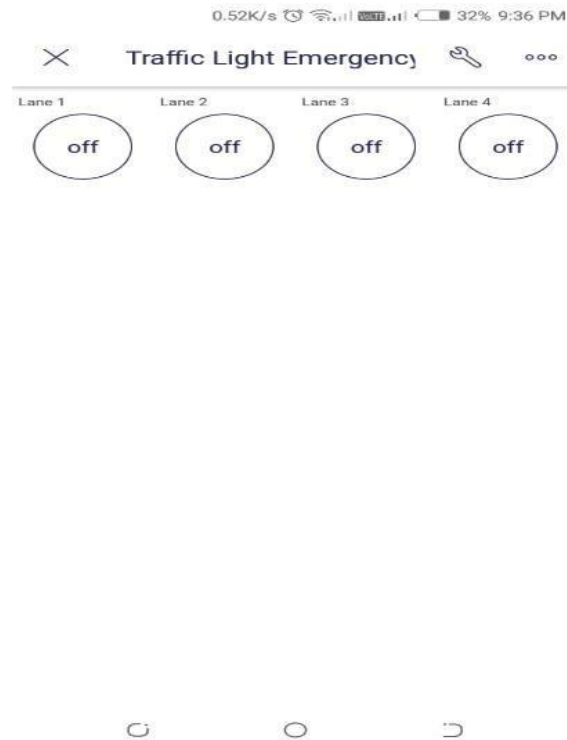 0.52K/s VoLTE 32% 9:36 PM
Traffic Light Emergency
Lane 1 Lane 2 Lane 3 Lane 4
off off off off